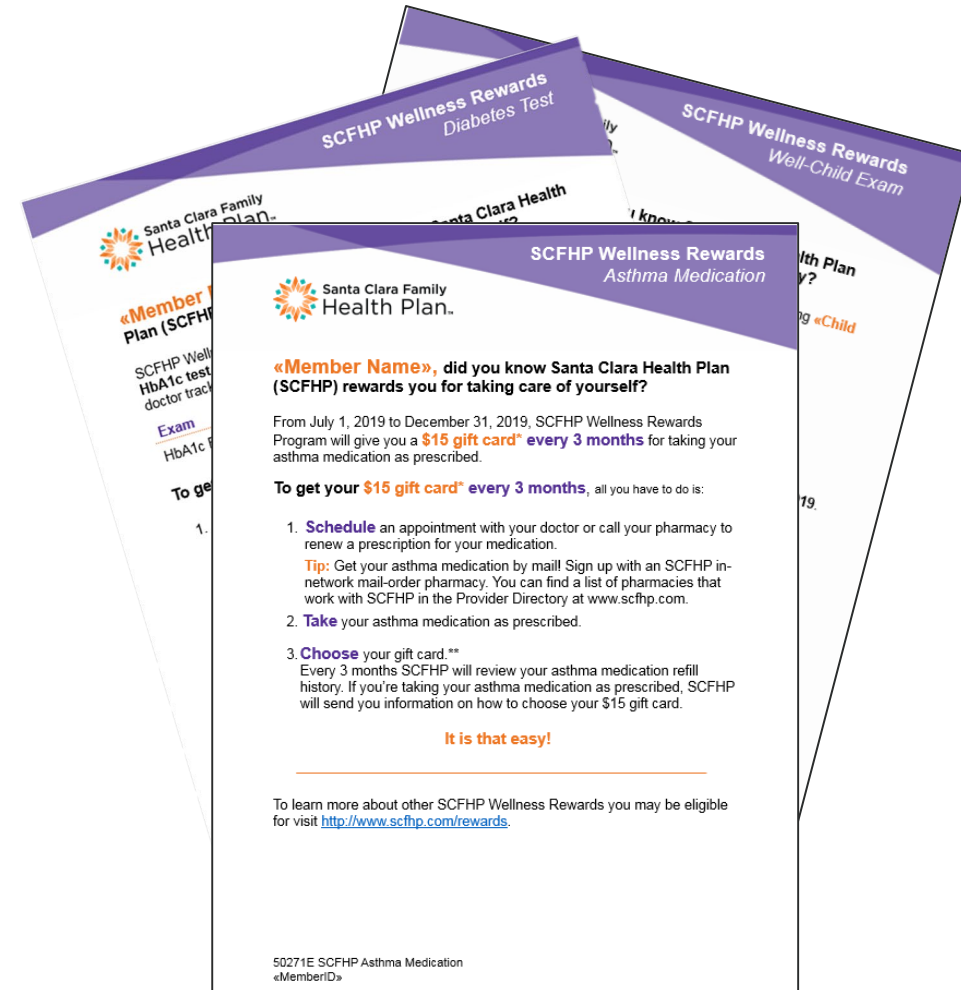 SCFHP Wellness Rewards
Diabetes Test
Santa Clara Family
Health Plan™
Santa Clara Health
«Member
Plan (SCFHP
SCFHP
HbA1c test
doctor
Exam
HbA1c
To
1.
SCFHP Wellness Rewards
Well-Child Exam
know
Plan
«Child
SCFHP Wellness Rewards
Asthma Medication
Santa Clara Family
Health Plan™
«Member Name», did you know Santa Clara Health Plan
(SCFHP) rewards you for taking care of yourself?
From July 1, 2019 to December 31, 2019, SCFHP Wellness Rewards
Program will give you a $15 gift card* every 3 months for taking your
asthma medication as prescribed.
To get your $15 gift card* every 3 months, all you have to do is:
1. Schedule an appointment with your doctor or call your pharmacy to
renew a prescription for your medication.
Tip: Get your asthma medication by mail! Sign up with an SCFHP in-
network mail-order pharmacy. You can find a list of pharmacies that
work with SCFHP in the Provider Directory at www.scfhp.com.
2. Take your asthma medication as prescribed.
3. Choose your gift card.**
Every 3 months SCFHP will review your asthma medication refill
history. If you're taking your asthma medication as prescribed, SCFHP
will send you information on how to choose your $15 gift card.
It is that easy!
To learn more about other SCFHP Wellness Rewards you may be eligible
for visit http://www.scfhp.com/rewards.
50271E SCFHP Asthma Medication
«MemberID»